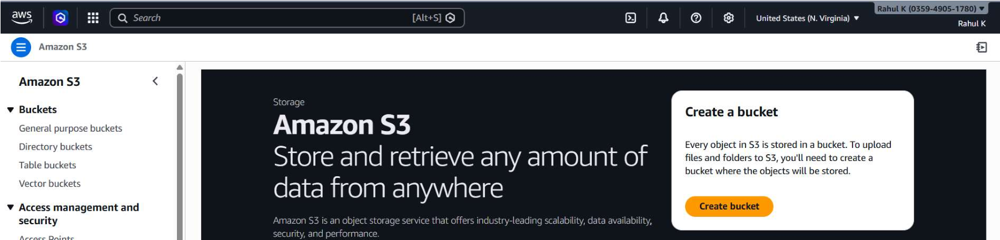 aws
Search
[Alt+S]
United States (N. Virginia)
Rahul K (0359-4905-1780)
Rahul K
Amazon S3
Amazon S3
Buckets
General purpose buckets
Directory buckets
Table buckets
Vector buckets
Access management and
security
Access Points
Storage
Amazon S3
Store and retrieve any amount of
data from anywhere
Amazon S3 is an object storage service that offers industry-leading scalability, data availability,
security, and performance.
Create a bucket
Every object in S3 is stored in a bucket. To upload
files and folders to S3, you'll need to create a
bucket where the objects will be stored.
Create bucket